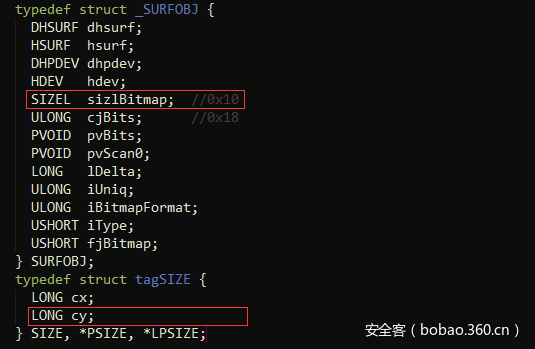 typedef struct _SURFOBJ {
DHSURF dhsurf;
HSURF hsurf;
DHPDEV dhpdev;
HDEV hdev;
SIZEL sizlBitmap; //0x10
ULONG cjBits; //0x18
PVOID pvBits;
PVOID pvScan0;
LONG lDelta;
ULONG iUniq;
ULONG iBitmapFormat;
USHORT iType;
USHORT fjBitmap;
} SURFOBJ;
typedef struct tagSIZE {
LONG cx;
LONG cy;
} SIZE, *PSIZE, *LPSIZE;
安全客（bobao.360.cn）